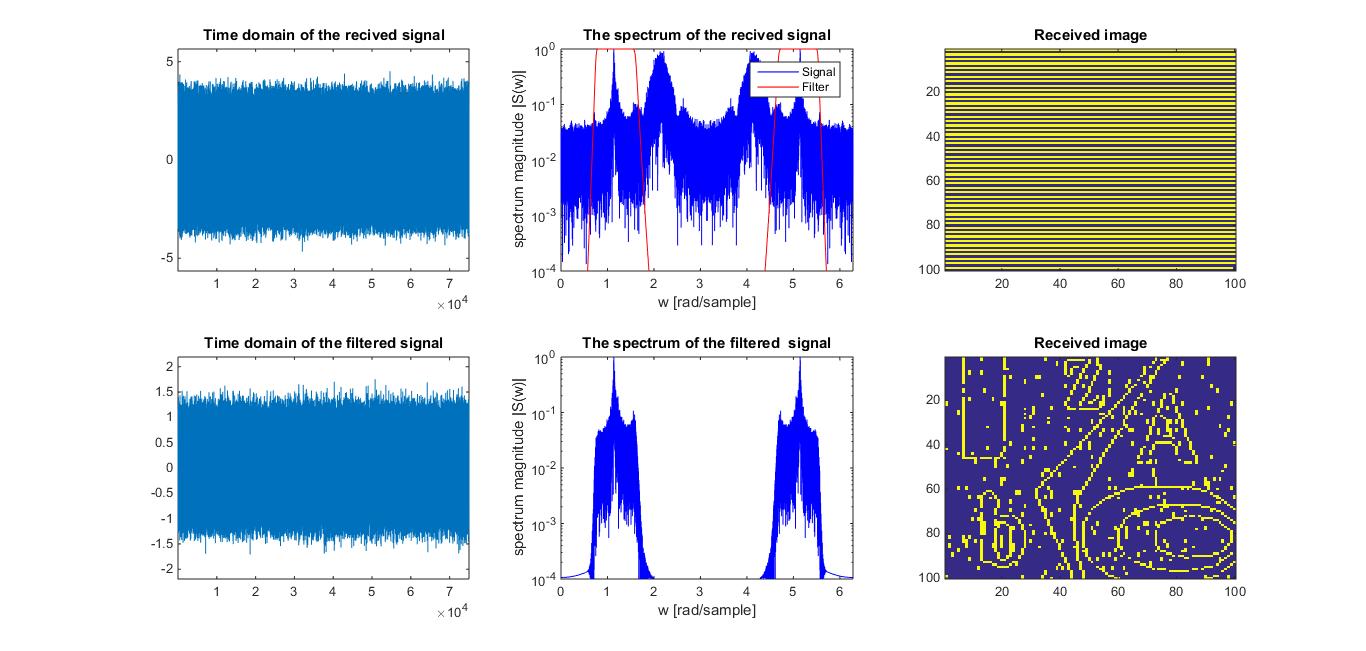 Time domain of the recived signal
5
0
-5
1 2 3 4 5 6 7
×10^4
The spectrum of the recived signal
spectrum magnitude |S(w)|
10^0
10^-1
10^-2
10^-3
10^-4
Signal
Filter
0 1 2 3 4 5 6
w [rad/sample]
Received image
20
40
60
80
100
20 40 60 80 100
Time domain of the filtered signal
2
1.5
1
0.5
0
-0.5
-1
-1.5
-2
1 2 3 4 5 6 7
×10^4
The spectrum of the filtered  signal
spectrum magnitude |S(w)|
10^0
10^-1
10^-2
10^-3
10^-4
0 1 2 3 4 5 6
w [rad/sample]
Received image
20
40
60
80
100
20 40 60 80 100